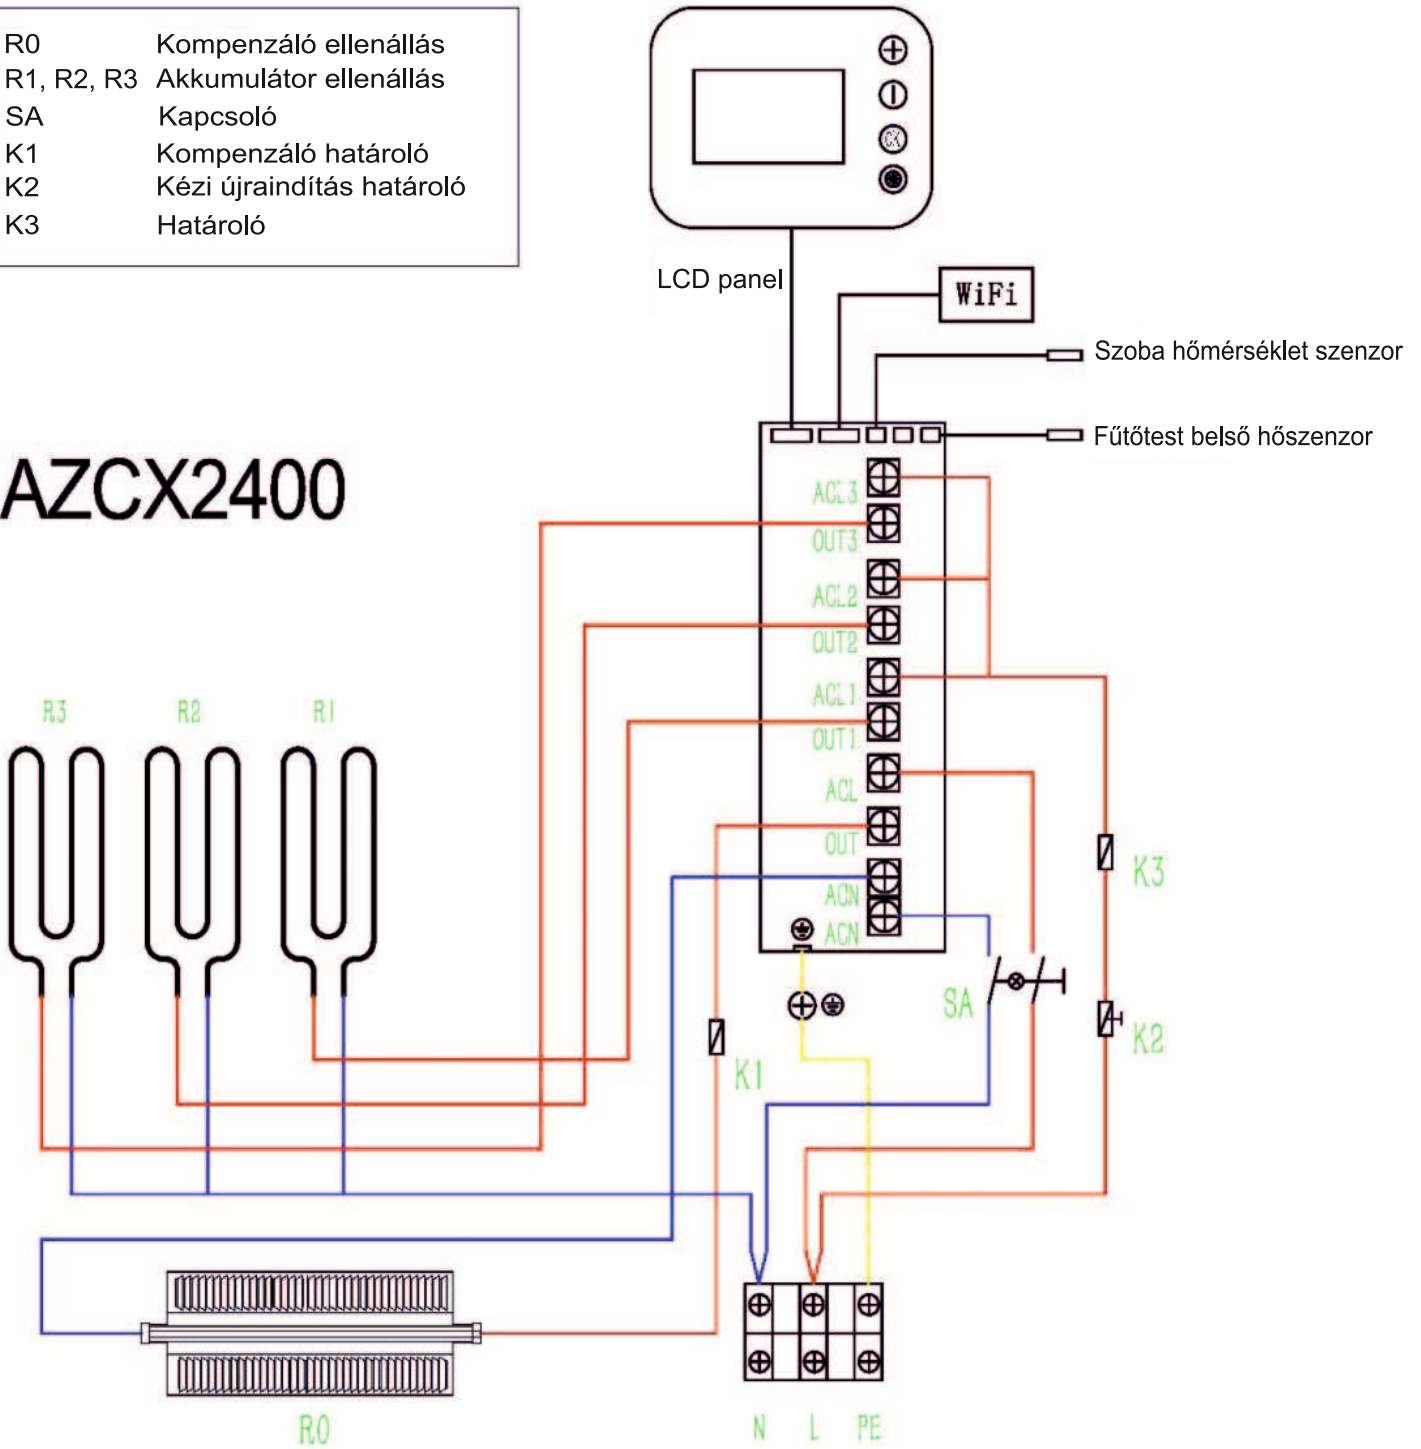 R0 Kompenzáló ellenállás
R1, R2, R3 Akkumulátor ellenállás
SA Kapcsoló
K1 Kompenzáló határoló
K2 Kézi újraindítás határoló
K3 Határoló
LCD panel
WiFi
Szoba hőmérséklet szenzor
Fűtőtest belső hőszenzor
AZCX2400
ACL3
OUT3
ACL2
OUT2
ACL1
OUT1
ACL
OUT
ACN
ACN
R3 R2 R1
K3
SA
K2
K1
R0
N L PE